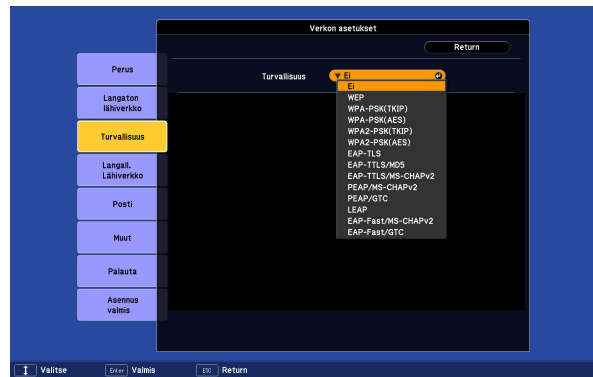 Verkon asetukset
Return
Perus
Langaton
lähiverkko
Turvallisuus
Langall.
Lähiverkko
Posti
Muut
Palauta
Asennus
valmis
Turvallisuus
Ei
Ei
WEP
WPA-PSK(TKIP)
WPA-PSK(AES)
WPA2-PSK(TKIP)
WPA2-PSK(AES)
EAP-TLS
EAP-TTLS/MD5
EAP-TTLS/MS-CHAPv2
PEAP/MS-CHAPv2
PEAP/GTC
LEAP
EAP-Fast/MS-CHAPv2
EAP-Fast/GTC
Valitse Enter Valmis ESC Return